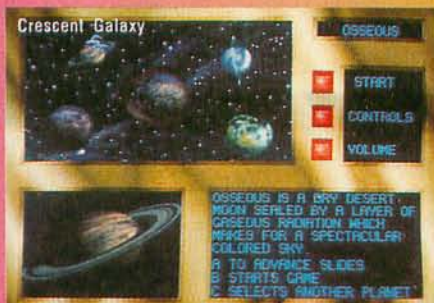 Crescent Galaxy
OSSEOUS
START
CONTROLS
VOLUME
OSSEOUS IS A DRY DESERT
MOON SEALED BY A LAYER OF
GASEOUS RADIATION WHICH
MAKES FOR A SPECTACULAR
COLORED SKY.
A TO ADVANCE SLIDES
B STARTS GAME
C SELECTS ANOTHER PLANET